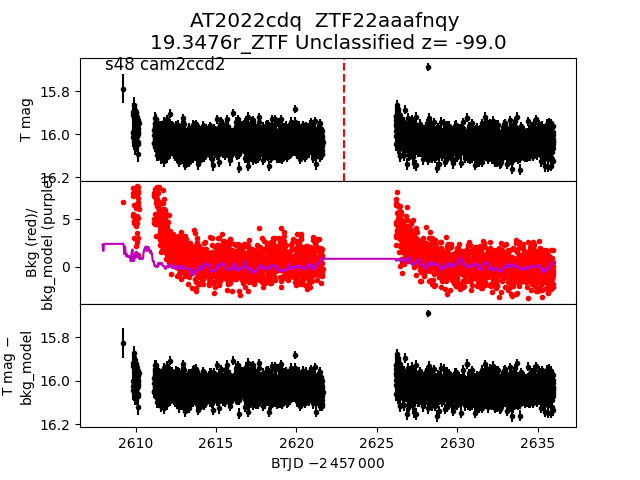 AT2022cdq  ZTF22aaafnqy
19.3476r_ZTF Unclassified z= -99.0
s48 cam2ccd2
T mag
15.8
16.0
16.2
Bkg (red)/
bkg_model (purple)
5
0
T mag −
bkg_model
15.8
16.0
16.2
2610 2615 2620 2625 2630 2635
BTJD −2 457 000